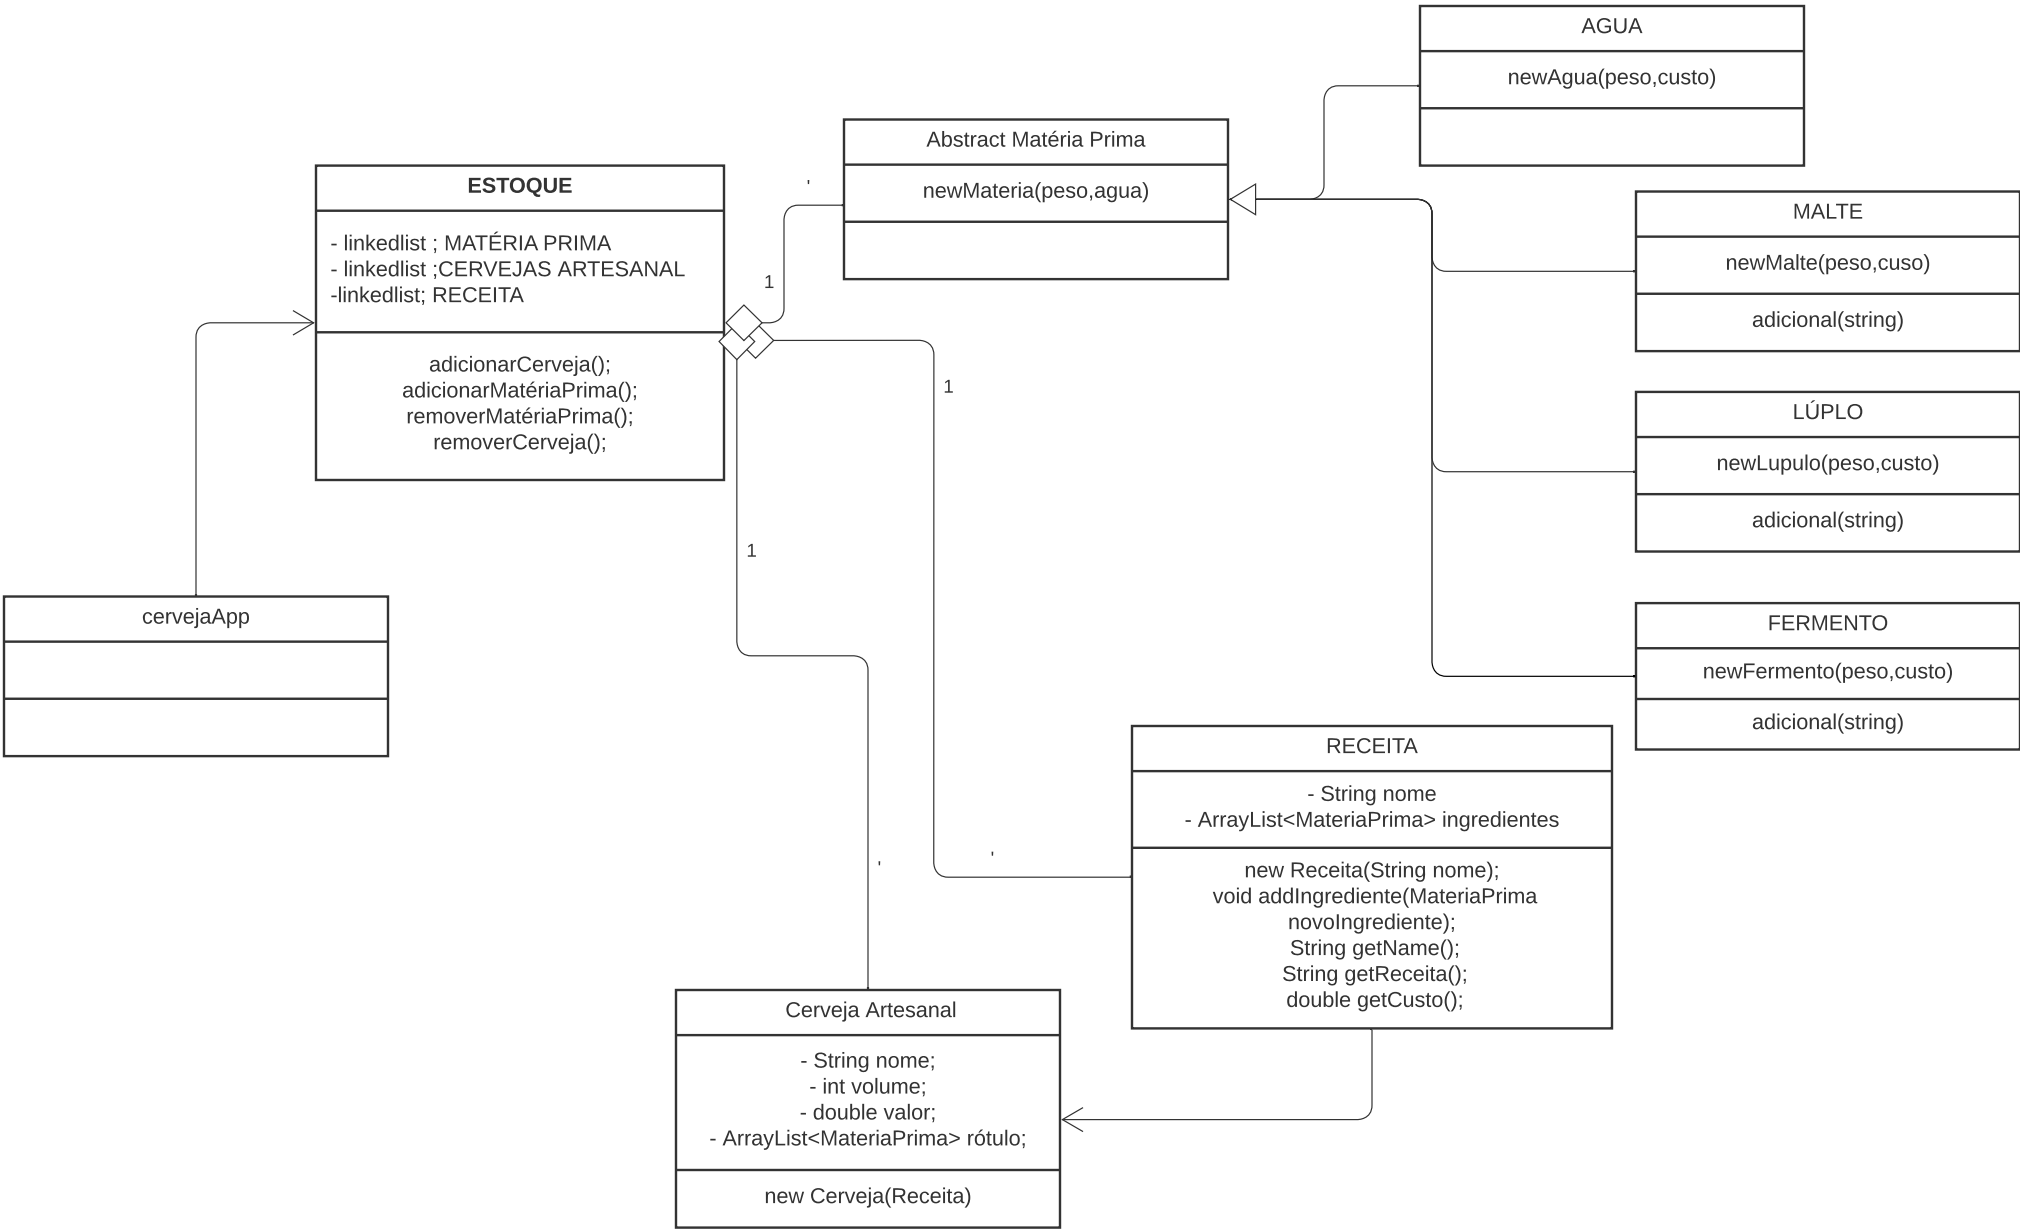 AGUA
newAgua(peso,custo)
Abstract Matéria Prima
newMateria(peso,agua)
ESTOQUE
- linkedlist ; MATÉRIA PRIMA
- linkedlist ;CERVEJAS ARTESANAL
-linkedlist; RECEITA
adicionarCerveja();
adicionarMatériaPrima();
removerMatériaPrima();
removerCerveja();
'
1
1
1
'
'
MALTE
newMalte(peso,cuso)
adicional(string)
LÚPLO
newLupulo(peso,custo)
adicional(string)
FERMENTO
newFermento(peso,custo)
adicional(string)
cervejaApp
RECEITA
- String nome
- ArrayList<MateriaPrima> ingredientes
new Receita(String nome);
void addIngrediente(MateriaPrima
novoIngrediente);
String getName();
String getReceita();
double getCusto();
Cerveja Artesanal
- String nome;
- int volume;
- double valor;
- ArrayList<MateriaPrima> rótulo;
new Cerveja(Receita)